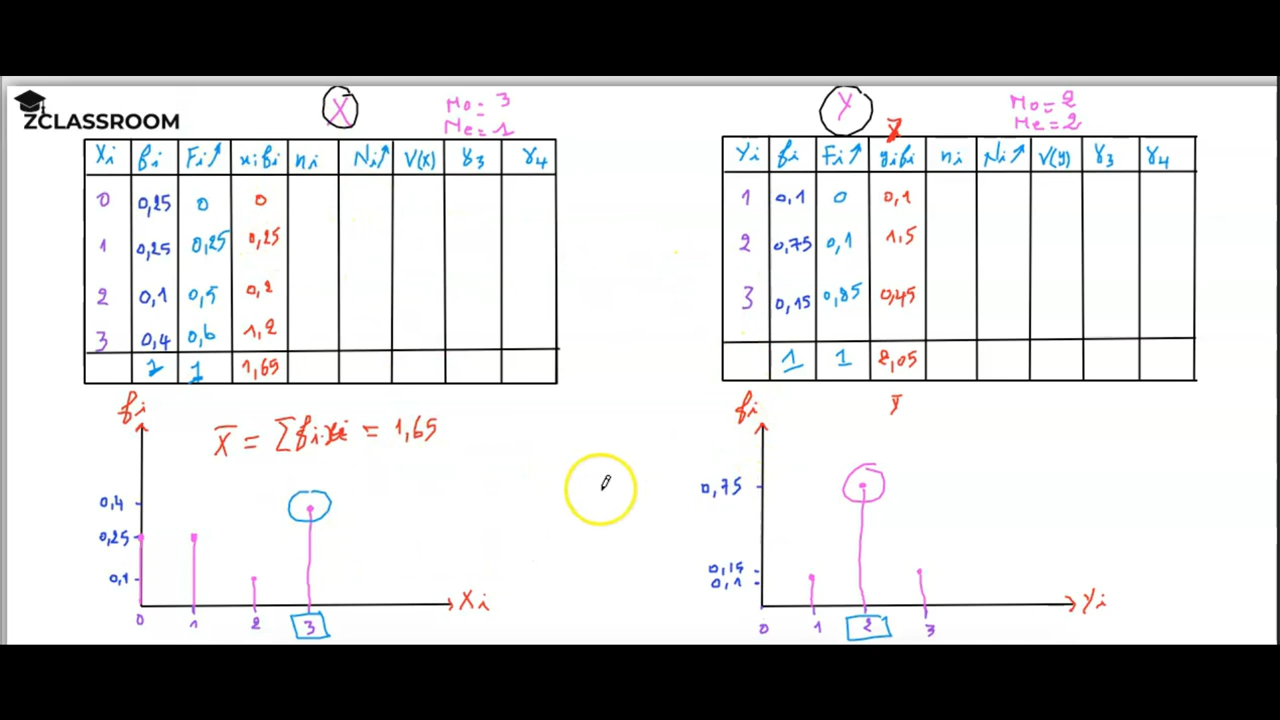 ZCLASSROOM
X
Mo = 3
Me = 1
Xi fi Fi↗ xifi ni Ni↗ V(X) γ3 γ4
0 0,25 0 0
1 0,25 0,25 0,25
2 0,1 0,5 0,2
3 0,4 0,6 1,2
1 1 1,65
fi
X̄ = ∑fi.xi = 1,65
0,4
0,25
0,1
0 1 2 3
Xi
Y
Mo = 2
Me = 2
Yi fi Fi↗ yifi ni Ni↗ V(y) γ3 γ4
1 0,1 0 0,1
2 0,75 0,1 1.5
3 0,15 0,85 0,45
1 1 2,05
fi
ȳ
0,75
0,15
0,1
0 1 2 3
Yi